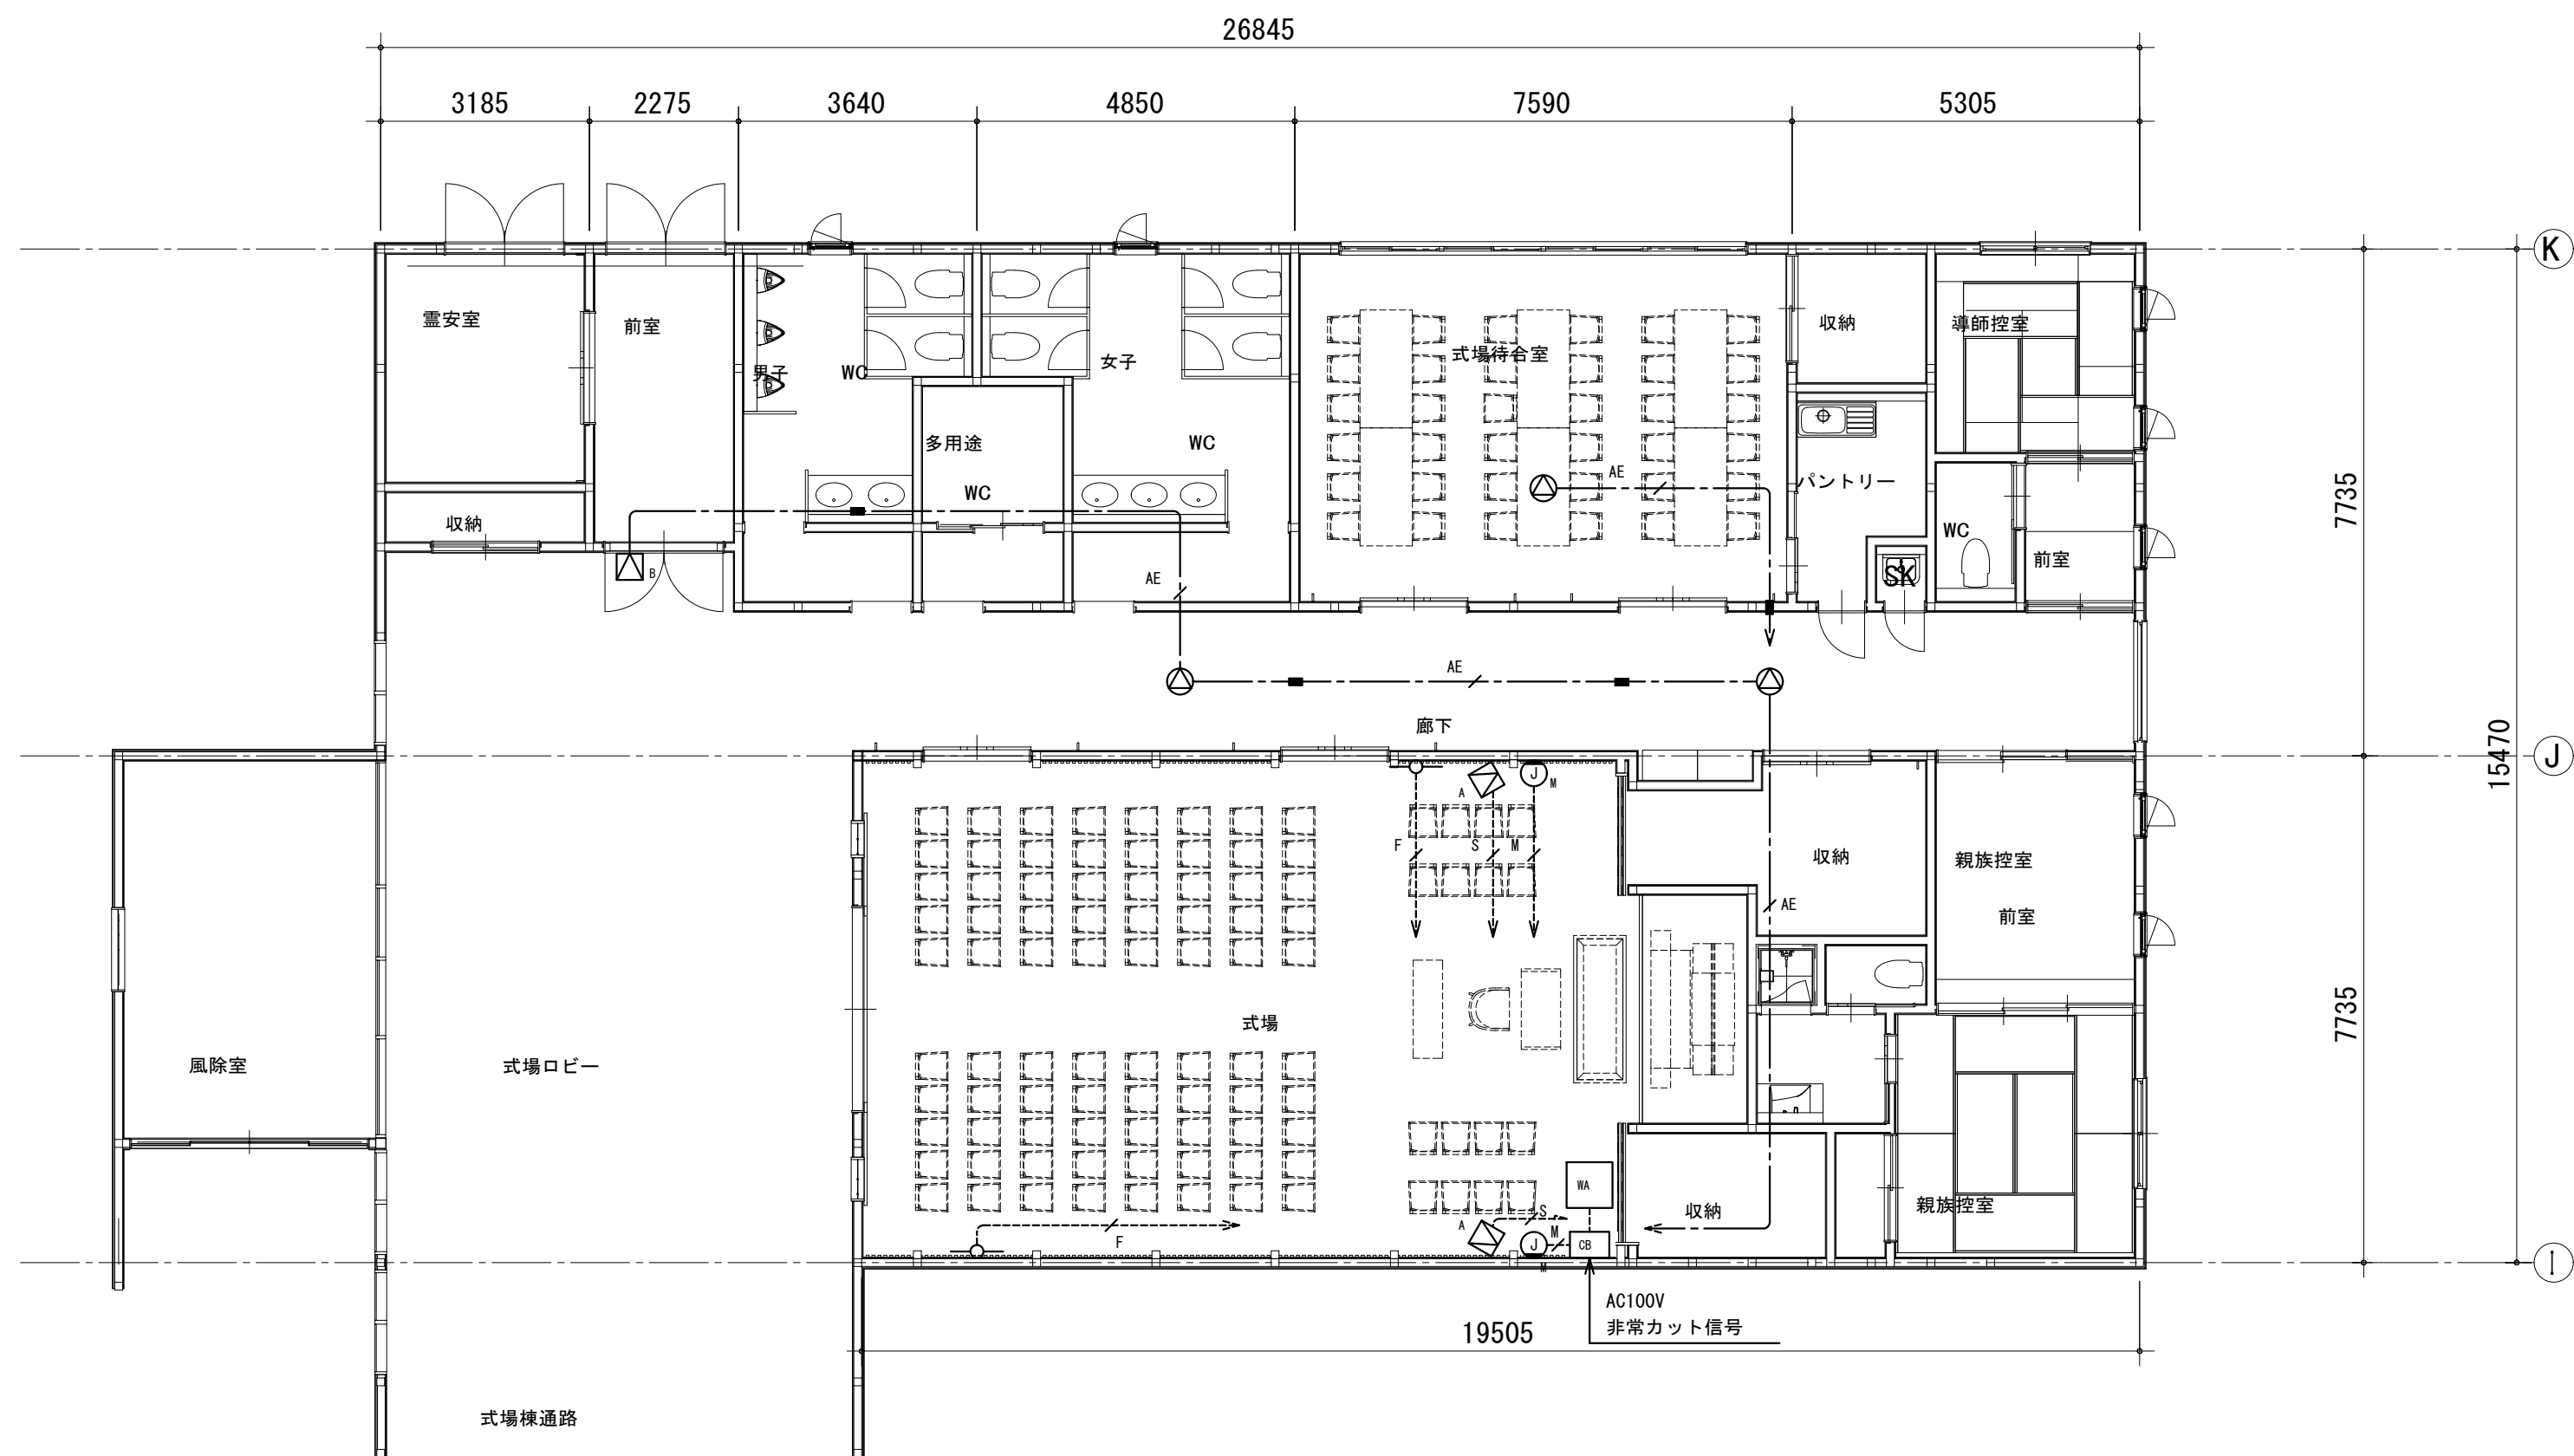 26845
3185
2275
3640
4850
7590
5305
K
霊安室
前室
男子
WC
女子
式場待合室
収納
導師控室
多用途
WC
WC
AE
パントリー
7735
収納
WC
前室
B
AE
SK
AE
廊下
J
15470
A
J
M
F
S
M
収納
親族控室
AE
前室
式場
7735
風除室
式場ロビー
WA
S
親族控室
収納
A
M
F
J
CB
M
I
AC100V
非常カット信号
19505
式場棟通路